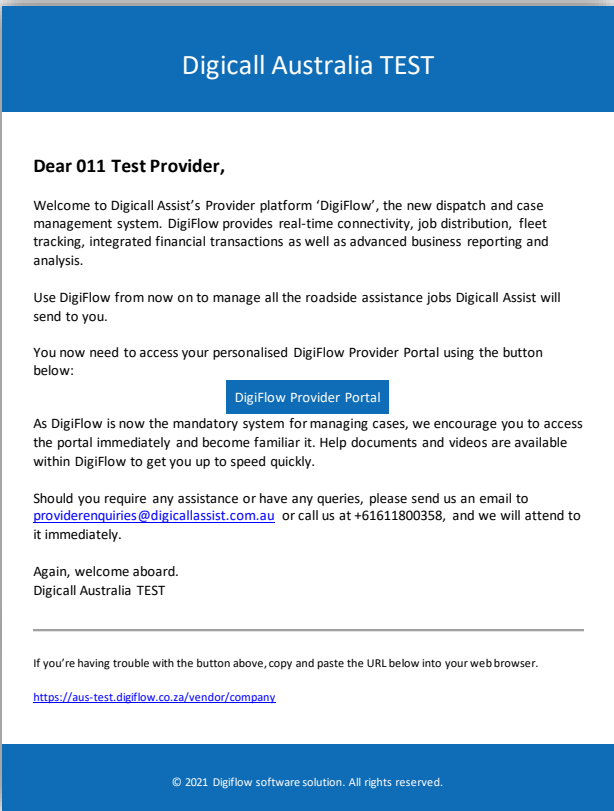 Digicall Australia TEST
Dear 011 Test Provider,
Welcome to Digicall Assist's Provider platform 'DigiFlow', the new dispatch and case
management system. DigiFlow provides real-time connectivity, job distribution, fleet
tracking, integrated financial transactions as well as advanced business reporting and
analysis.
Use DigiFlow from now on to manage all the roadside assistance jobs Digicall Assist will
send to you.
You now need to access your personalised DigiFlow Provider Portal using the button
below:
DigiFlow Provider Portal
As DigiFlow is now the mandatory system for managing cases, we encourage you to access
the portal immediately and become familiar it. Help documents and videos are available
within DigiFlow to get you up to speed quickly.
Should you require any assistance or have any queries, please send us an email to
providerenquiries@digicallassist.com.au or call us at +61611800358, and we will attend to
it immediately.
Again, welcome aboard.
Digicall Australia TEST
If you're having trouble with the button above, copy and paste the URL below into your web browser.
https://aus-test.digiflow.co.za/vendor/company
© 2021 Digiflow software solution. All rights reserved.